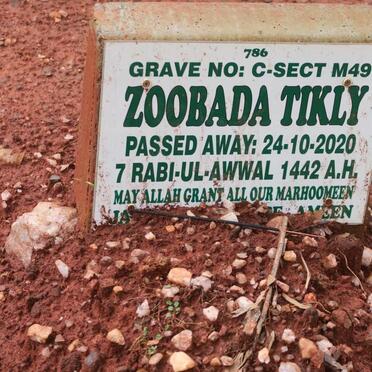 786
GRAVE NO: C-SECT M49
ZOOBADA TIKLY
PASSED AWAY: 24-10-2020
7 RABI-UL-AWWAL 1442 A.H.
MAY ALLAH GRANT ALL OUR MARHOOMEEN
AMEEN